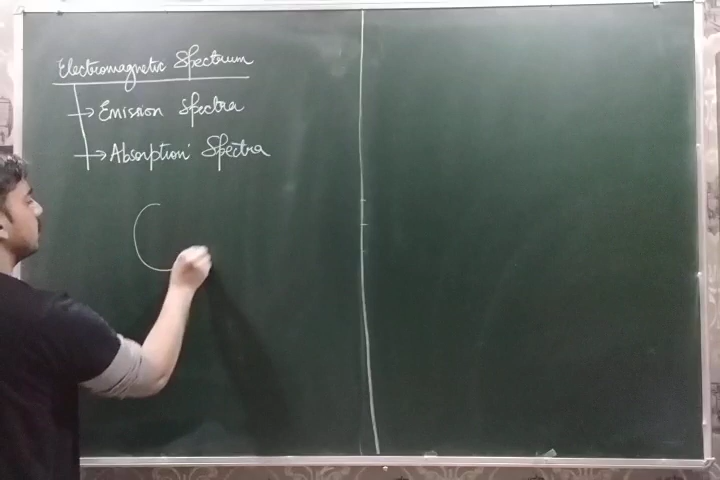 Electromagnetic Spectrum
Emission Spectra
Absorption Spectra